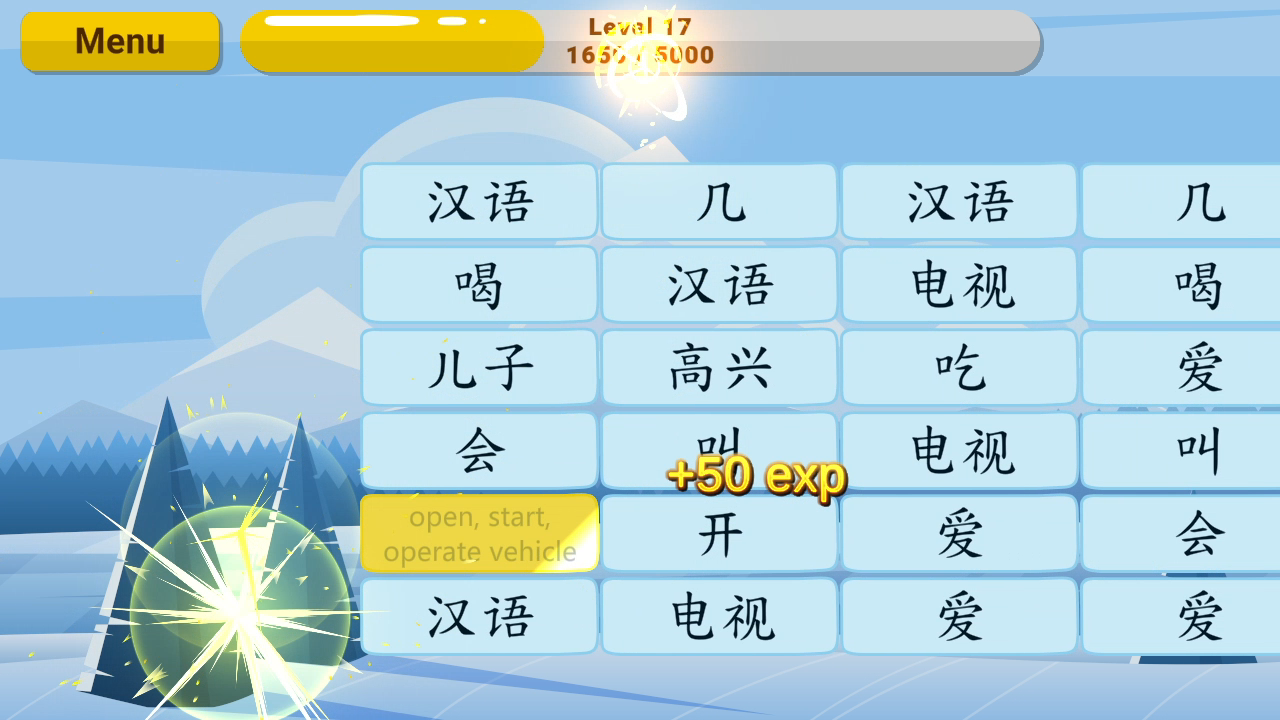 Menu
Level 17
1650 / 5000
汉语 几 汉语 几
喝 汉语 电视 喝
儿子 高兴 吃 爱
会 叫 电视 叫
+50 exp
open, start,
operate vehicle
开 爱 会
汉语 电视 爱 爱